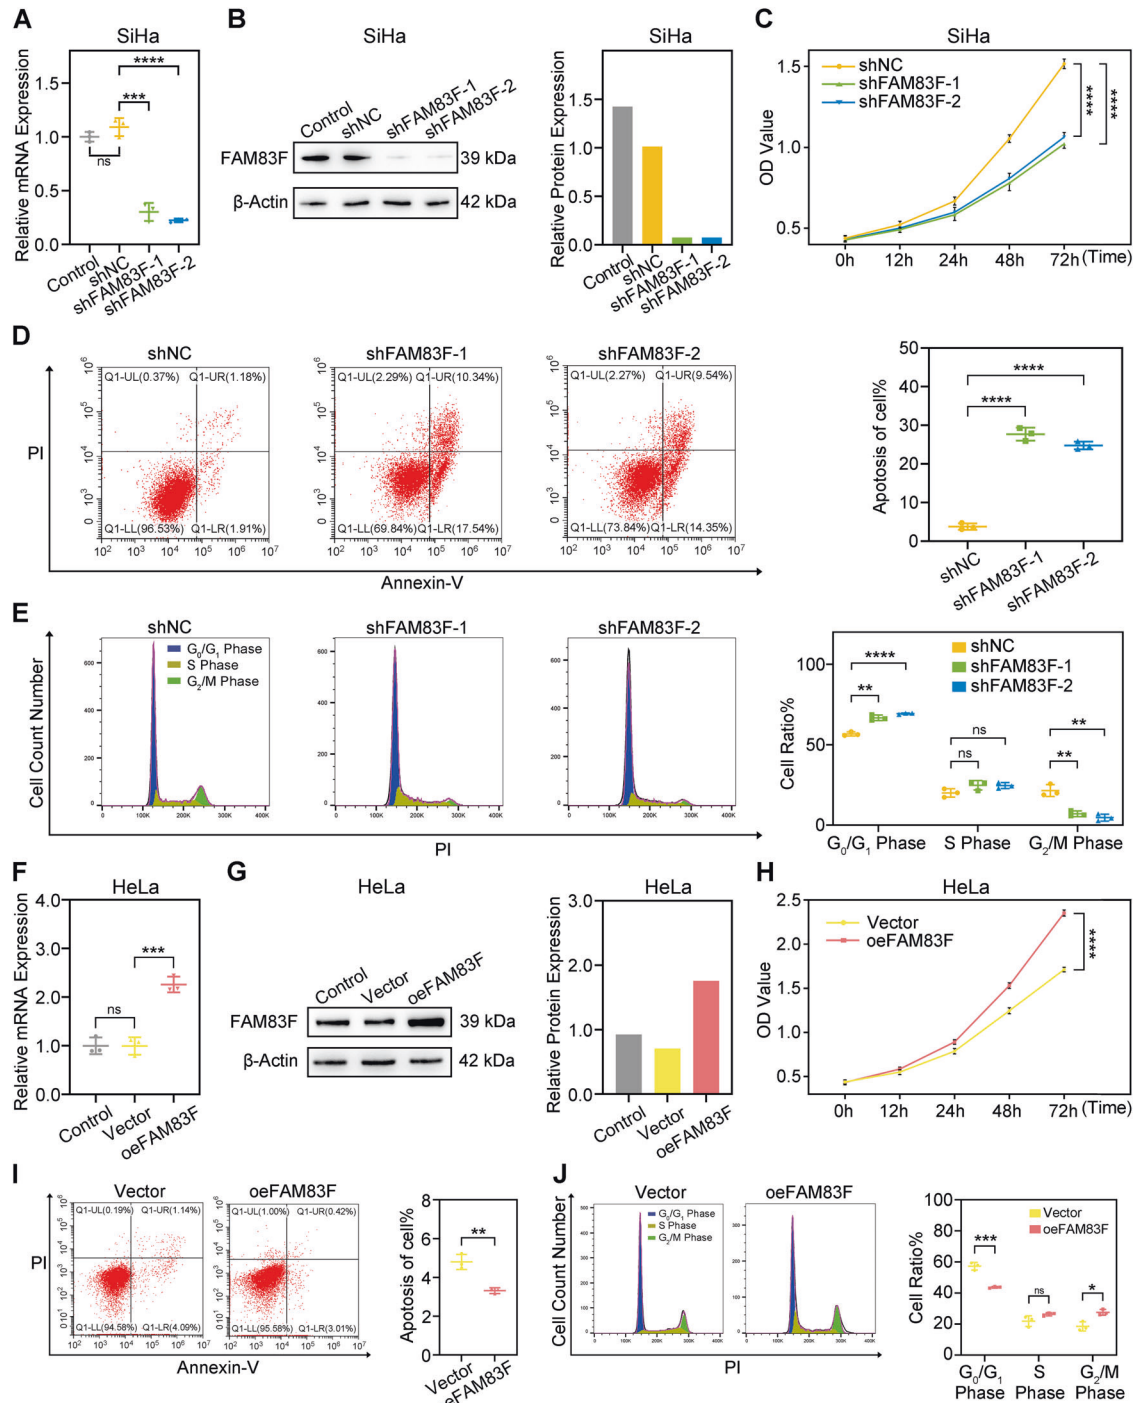 A
SiHa
Relative mRNA Expression
1.5
1.0
0.5
0.0
****
***
ns
Control
shNC
shFAM83F-1
shFAM83F-2
B
SiHa
Control
shNC
shFAM83F-1
shFAM83F-2
FAM83F
39 kDa
β-Actin
42 kDa
SiHa
Relative Protein Expression
1.5
1.0
0.5
0.0
Control
shNC
shFAM83F-1
shFAM83F-2
C
SiHa
shNC
shFAM83F-1
shFAM83F-2
OD Value
1.5
1.0
0.5
****
****
0h 12h 24h 48h 72h (Time)
D
shNC
Q1-UL(0.37%) Q1-UR(1.18%)
Q1-LL(96.53%) Q1-LR(1.91%)
shFAM83F-1
Q1-UL(2.29%) Q1-UR(10.34%)
Q1-LL(69.84%) Q1-LR(17.54%)
shFAM83F-2
Q1-UL(2.27%) Q1-UR(9.54%)
Q1-LL(73.84%) Q1-LR(14.35%)
PI
Annexin-V
Apotosis of cell%
50
40
30
20
10
0
****
****
shNC
shFAM83F-1
shFAM83F-2
E
shNC
G0/G1 Phase
S Phase
G2/M Phase
shFAM83F-1
shFAM83F-2
Cell Count Number
PI
shNC
shFAM83F-1
shFAM83F-2
Cell Ratio%
100
50
0
****
**
ns
ns
**
**
G0/G1 Phase S Phase G2/M Phase
F
HeLa
Relative mRNA Expression
4.0
3.0
2.0
1.0
0.0
***
ns
Control
Vector
oeFAM83F
G
HeLa
Control
Vector
oeFAM83F
FAM83F
39 kDa
β-Actin
42 kDa
HeLa
Relative Protein Expression
3.0
2.0
1.0
0.0
Control
Vector
oeFAM83F
H
HeLa
Vector
oeFAM83F
OD Value
2.5
2.0
1.5
1.0
0.5
****
0h 12h 24h 48h 72h (Time)
I
Vector
Q1-UL(0.19%) Q1-UR(1.14%)
Q1-LL(94.58%) Q1-LR(4.09%)
oeFAM83F
Q1-UL(1.00%) Q1-UR(0.42%)
Q1-LL(95.58%) Q1-LR(3.01%)
PI
Annexin-V
Apotosis of cell%
8
6
4
2
0
**
Vector
oeFAM83F
J
Vector
G0/G1 Phase
S Phase
G2/M Phase
oeFAM83F
Cell Count Number
PI
Vector
oeFAM83F
Cell Ratio%
100
80
60
40
20
0
***
ns
*
G0/G1 Phase
S Phase
G2/M Phase